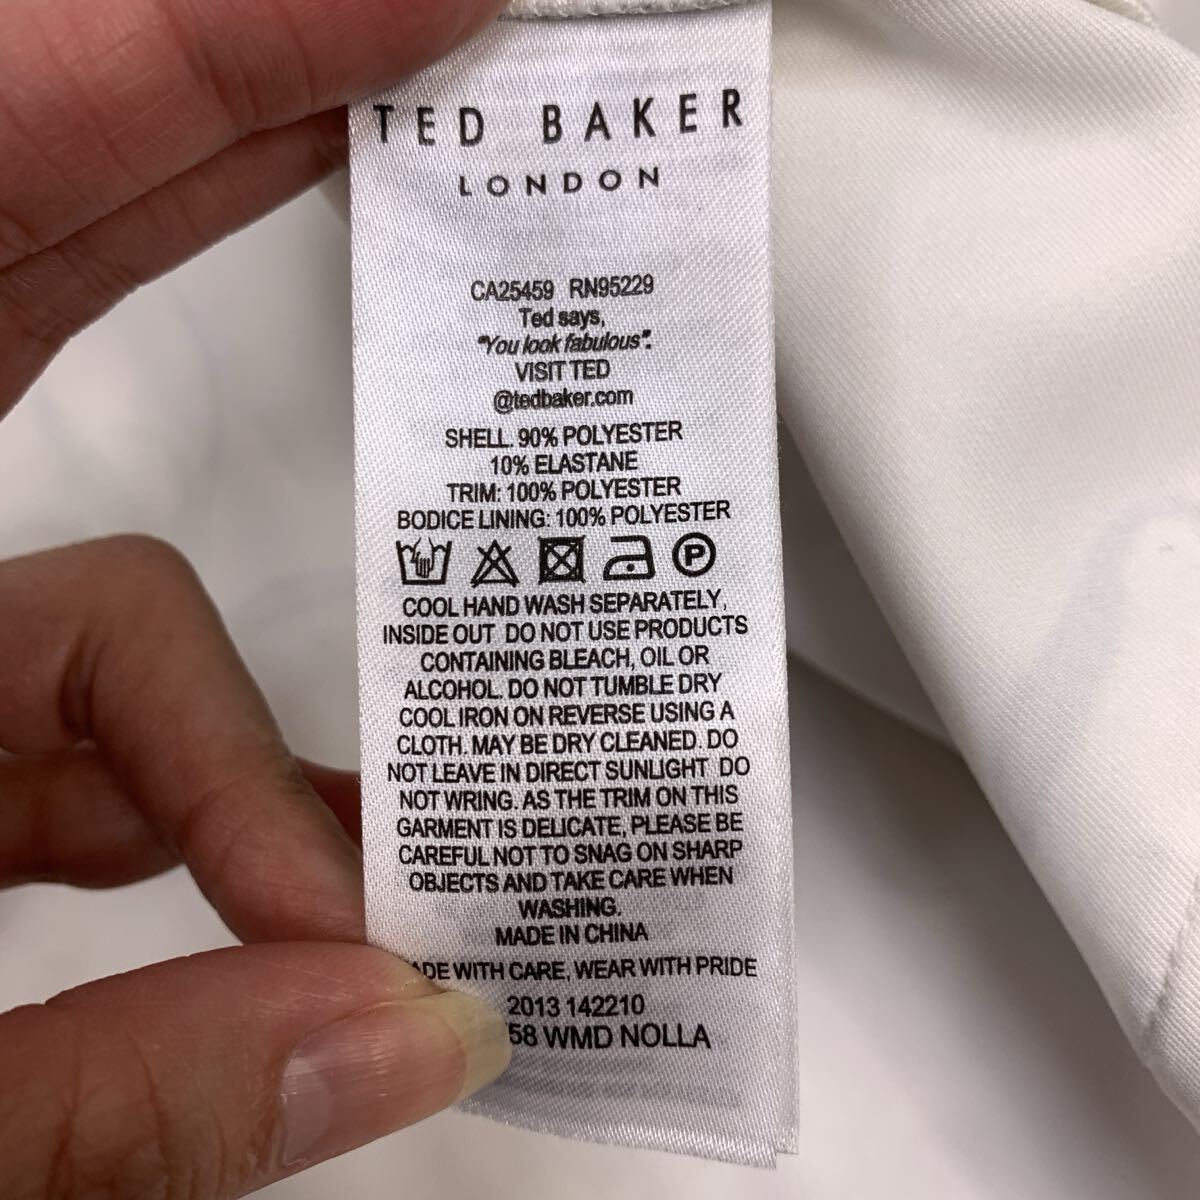 TED BAKER
LONDON
CA25459 RN95229
Ted says,
"You look fabulous".
VISIT TED
@tedbaker.com
SHELL. 90% POLYESTER
10% ELASTANE
TRIM: 100% POLYESTER
BODICE LINING: 100% POLYESTER
P
COOL HAND WASH SEPARATELY,
INSIDE OUT DO NOT USE PRODUCTS
CONTAINING BLEACH, OIL OR
ALCOHOL. DO NOT TUMBLE DRY
COOL IRON ON REVERSE USING A
CLOTH. MAY BE DRY CLEANED. DO
NOT LEAVE IN DIRECT SUNLIGHT DO
NOT WRING. AS THE TRIM ON THIS
GARMENT IS DELICATE, PLEASE BE
CAREFUL NOT TO SNAG ON SHARP
OBJECTS AND TAKE CARE WHEN
WASHING.
MADE IN CHINA
ADE WITH CARE, WEAR WITH PRIDE
2013 142210
58 WMD NOLLA